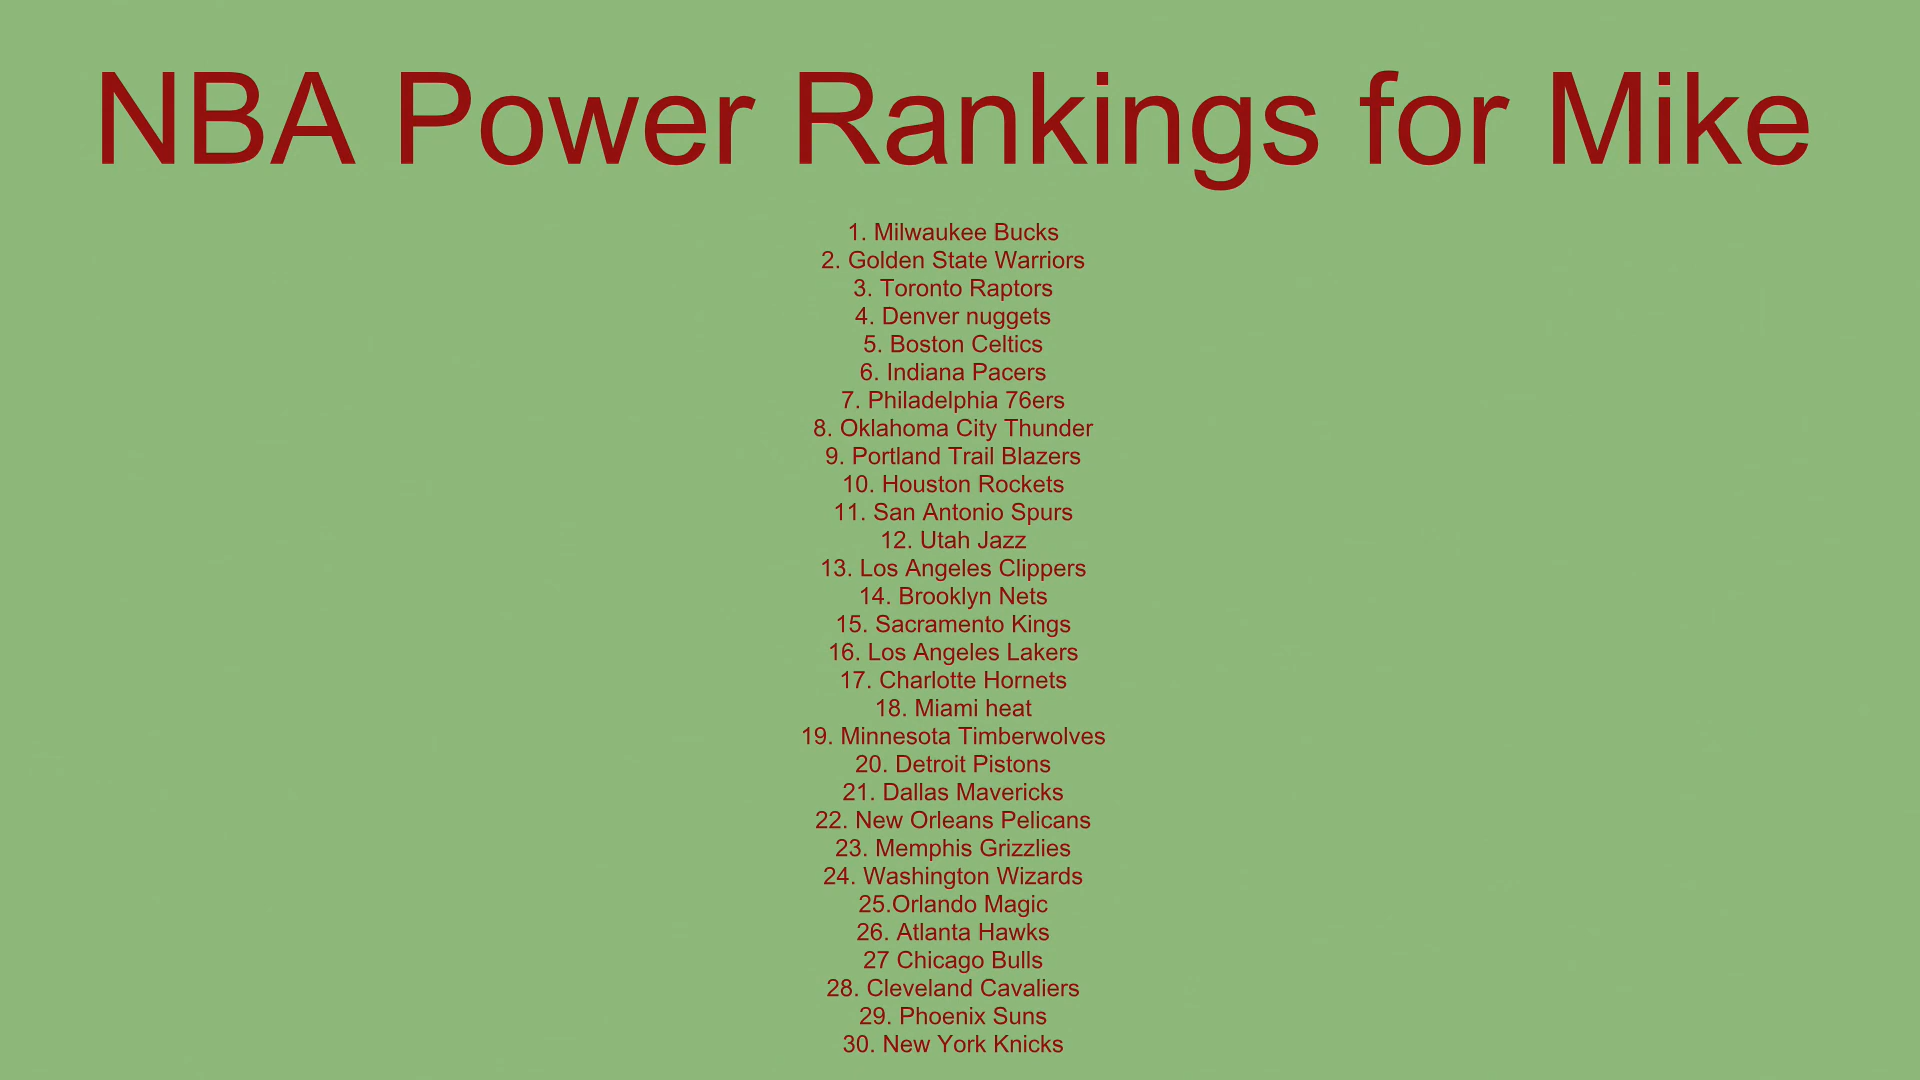 NBA Power Rankings for Mike
1. Milwaukee Bucks
2. Golden State Warriors
3. Toronto Raptors
4. Denver nuggets
5. Boston Celtics
6. Indiana Pacers
7. Philadelphia 76ers
8. Oklahoma City Thunder
9. Portland Trail Blazers
10. Houston Rockets
11. San Antonio Spurs
12. Utah Jazz
13. Los Angeles Clippers
14. Brooklyn Nets
15. Sacramento Kings
16. Los Angeles Lakers
17. Charlotte Hornets
18. Miami heat
19. Minnesota Timberwolves
20. Detroit Pistons
21. Dallas Mavericks
22. New Orleans Pelicans
23. Memphis Grizzlies
24. Washington Wizards
25.Orlando Magic
26. Atlanta Hawks
27 Chicago Bulls
28. Cleveland Cavaliers
29. Phoenix Suns
30. New York Knicks